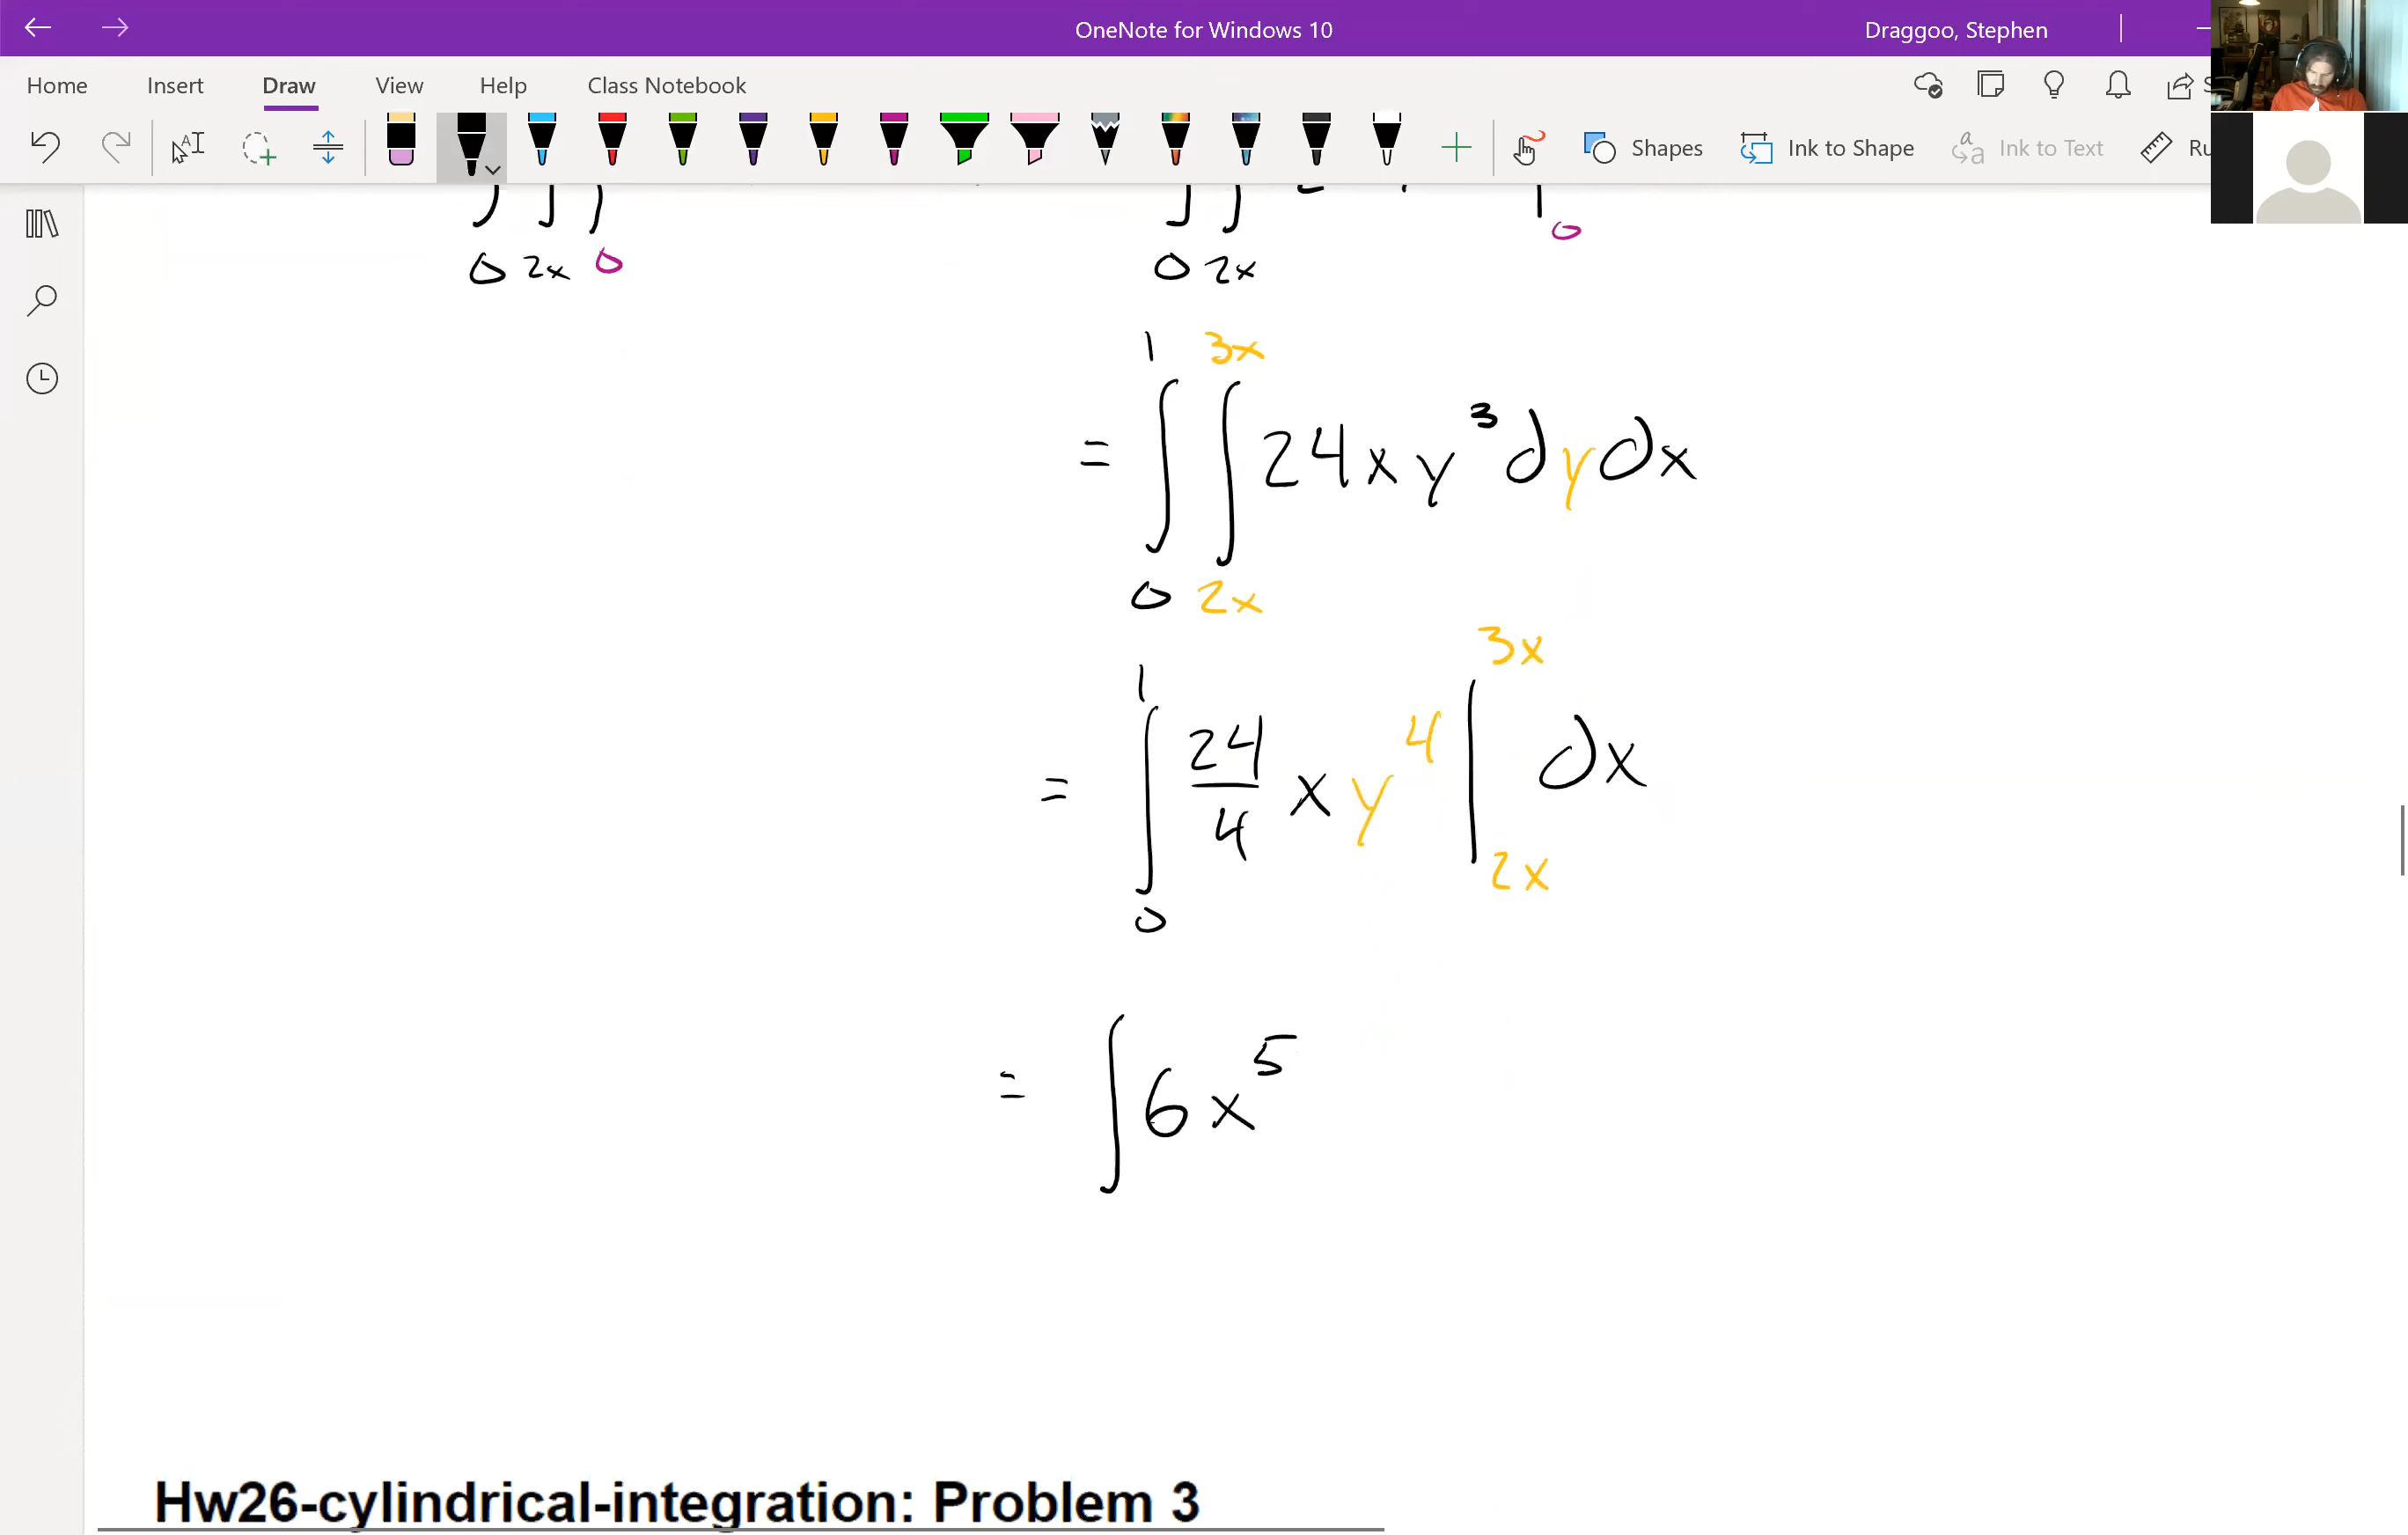 OneNote for Windows 10
Draggoo, Stephen
Home Insert Draw View Help Class Notebook
Shapes Ink to Shape Ink to Text
0 2x 0
0 2x
0
1 3x
= ∫ ∫ 24xy³dydx
0 2x
3x
1
= ∫ 24/4 xy⁴ | dx
2x
0
= ∫ 6x⁵
Hw26-cylindrical-integration: Problem 3